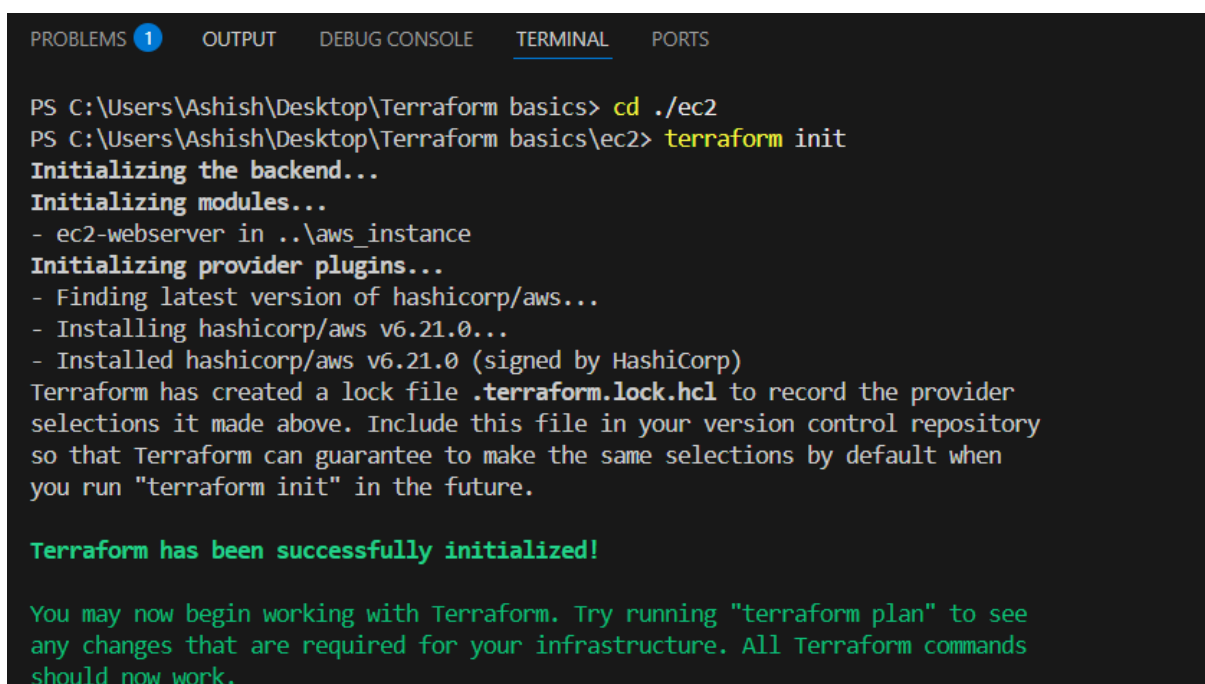 PROBLEMS 1 OUTPUT DEBUG CONSOLE TERMINAL PORTS
PS C:\Users\Ashish\Desktop\Terraform basics> cd ./ec2
PS C:\Users\Ashish\Desktop\Terraform basics\ec2> terraform init
Initializing the backend...
Initializing modules...
- ec2-webserver in ..\aws_instance
Initializing provider plugins...
- Finding latest version of hashicorp/aws...
- Installing hashicorp/aws v6.21.0...
- Installed hashicorp/aws v6.21.0 (signed by HashiCorp)
Terraform has created a lock file .terraform.lock.hcl to record the provider
selections it made above. Include this file in your version control repository
so that Terraform can guarantee to make the same selections by default when
you run "terraform init" in the future.
Terraform has been successfully initialized!
You may now begin working with Terraform. Try running "terraform plan" to see
any changes that are required for your infrastructure. All Terraform commands
should now work.